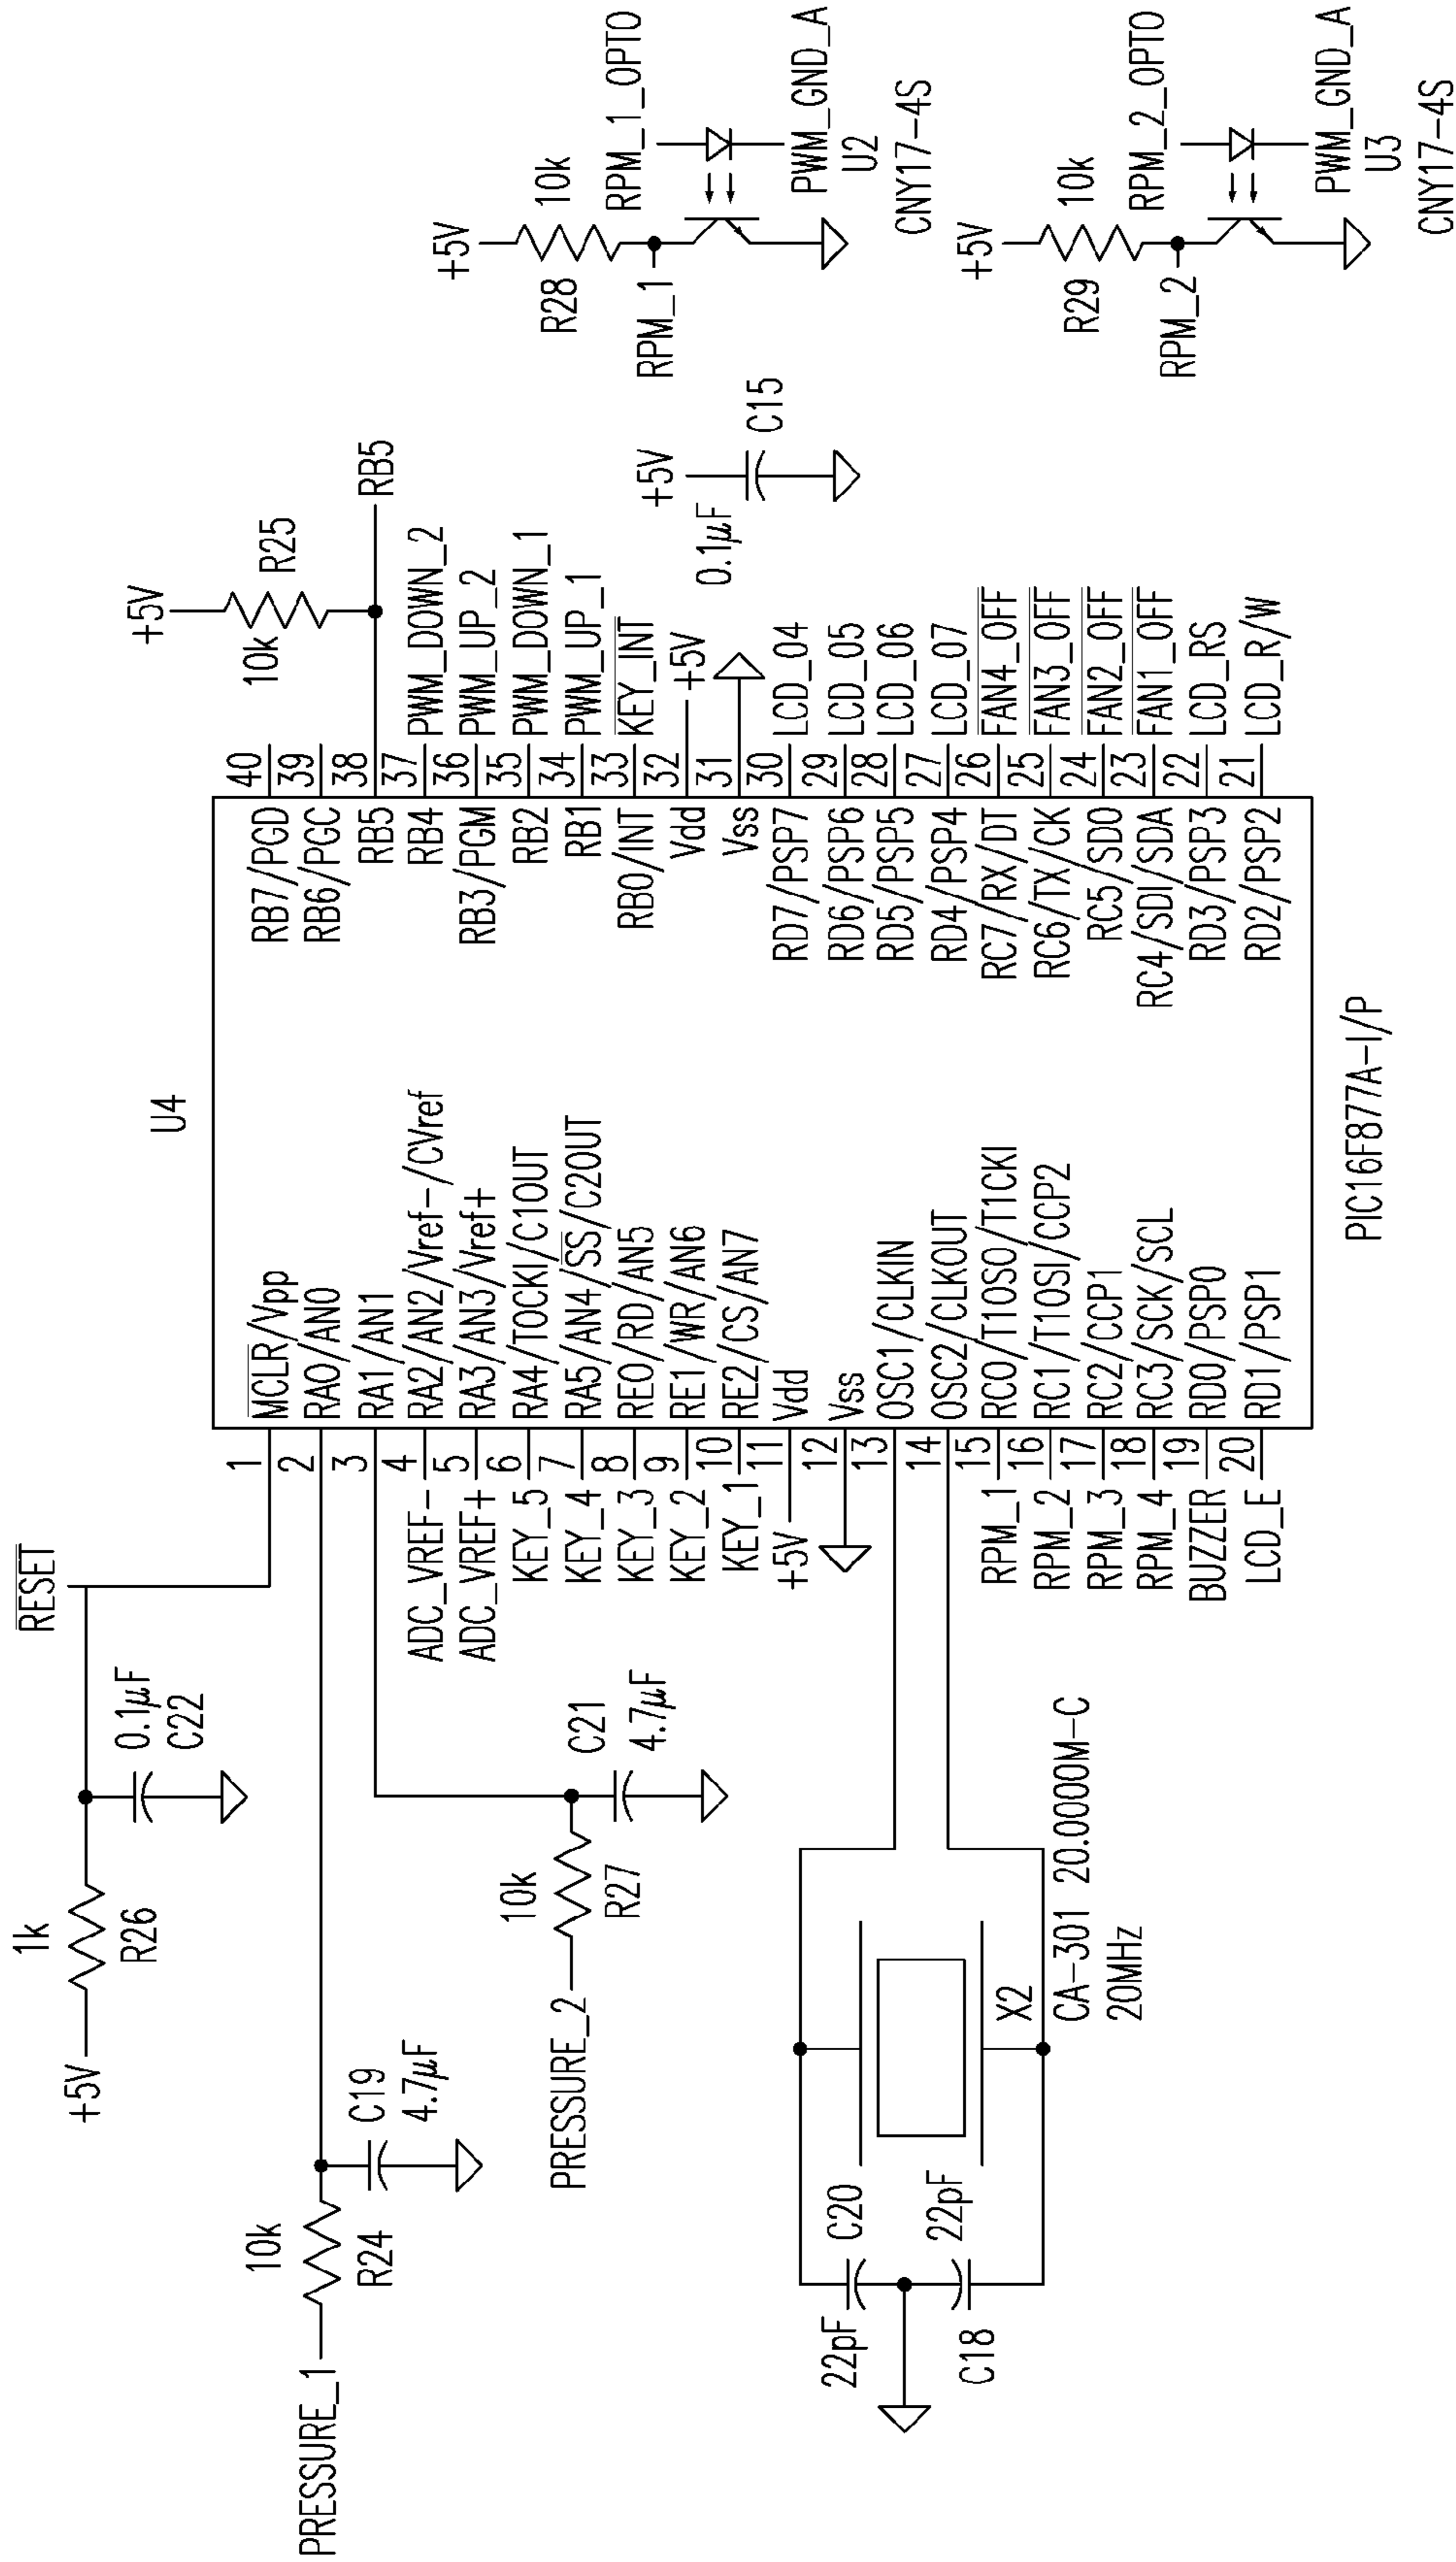 RESET
1k
+5V
R26
0.1µF
C22
10k
PRESSURE_1
R24
C19
4.7µF
10k
PRESSURE_2
R27
C21
4.7µF
C20
22pF
22pF
C18
X2
CA-301 20.0000M-C
20MHz
U4
1 MCLR/Vpp
2 RA0/AN0
3 RA1/AN1
ADC_VREF- 4 RA2/AN2/Vref-/CVref
ADC_VREF+ 5 RA3/AN3/Vref+
KEY_5 6 RA4/TOCKI/C1OUT
KEY_4 7 RA5/AN4/SS/C2OUT
KEY_3 8 RE0/RD/AN5
KEY_2 9 RE1/WR/AN6
KEY_1 10 RE2/CS/AN7
+5V 11 Vdd
12 Vss
13 OSC1/CLKIN
14 OSC2/CLKOUT
RPM_1 15 RC0/T1OSO/T1CKI
RPM_2 16 RC1/T1OSI/CCP2
RPM_3 17 RC2/CCP1
RPM_4 18 RC3/SCK/SCL
BUZZER 19 RD0/PSP0
LCD_E 20 RD1/PSP1
RB7/PGD 40
RB6/PGC 39
RB5 38 RB5
RB4 37 PWM_DOWN_2
RB3/PGM 36 PWM_UP_2
RB2 35 PWM_DOWN_1
RB1 34 PWM_UP_1
RB0/INT 33 KEY_INT
Vdd 32 +5V
Vss 31
RD7/PSP7 30 LCD_04
RD6/PSP6 29 LCD_05
RD5/PSP5 28 LCD_06
RD4/PSP4 27 LCD_07
RC7/RX/DT 26 FAN4_OFF
RC6/TX/CK 25 FAN3_OFF
RC5/SD0 24 FAN2_OFF
RC4/SDI/SDA 23 FAN1_OFF
RD3/PSP3 22 LCD_RS
RD2/PSP2 21 LCD_R/W
PIC16F877A-I/P
+5V
10k
R25
+5V
0.1µF
C15
+5V
R28
10k
RPM_1
RPM_1_OPTO
PWM_GND_A
U2
CNY17-4S
+5V
R29
10k
RPM_2
RPM_2_OPTO
PWM_GND_A
U3
CNY17-4S